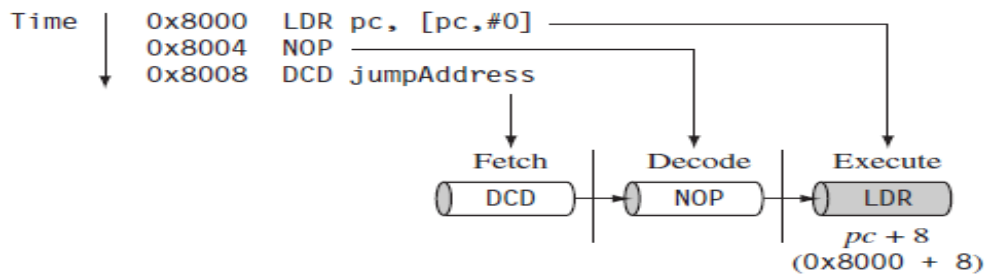 Time 0x8000 LDR pc, [pc,#0]
0x8004 NOP
0x8008 DCD jumpAddress
Fetch Decode Execute
DCD NOP LDR
pc + 8
(0x8000 + 8)